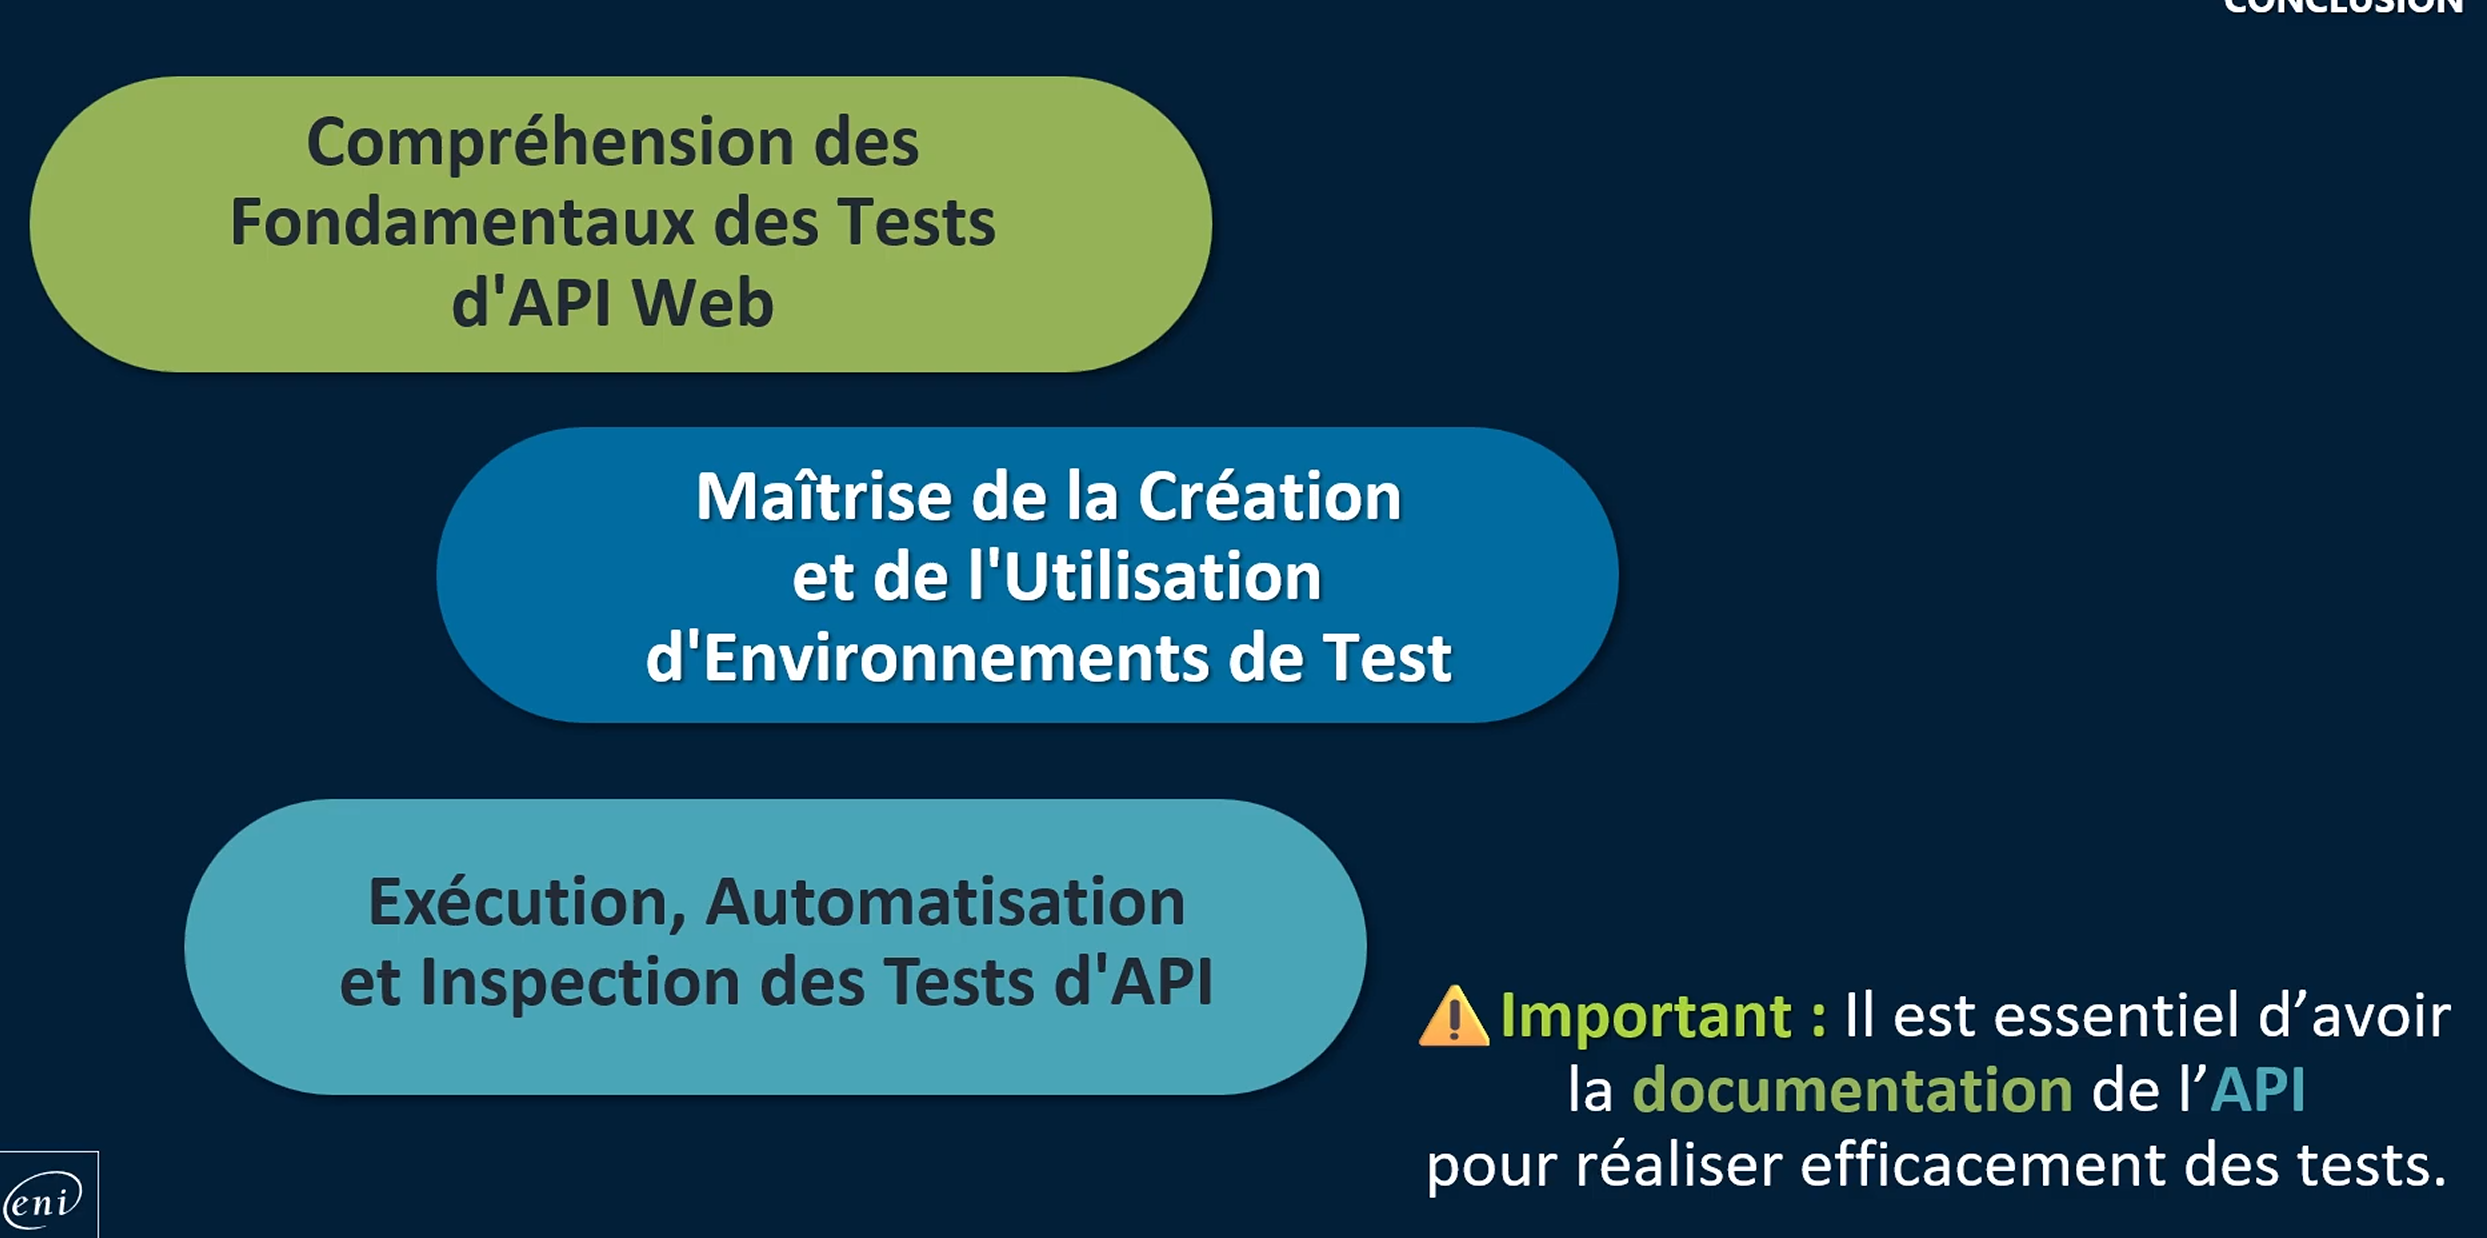 CONCLUSION
Compréhension des
Fondamentaux des Tests
d'API Web
Maîtrise de la Création
et de l'Utilisation
d'Environnements de Test
Exécution, Automatisation
et Inspection des Tests d'API
Important : Il est essentiel d’avoir
la documentation de l’API
pour réaliser efficacement des tests.
eni